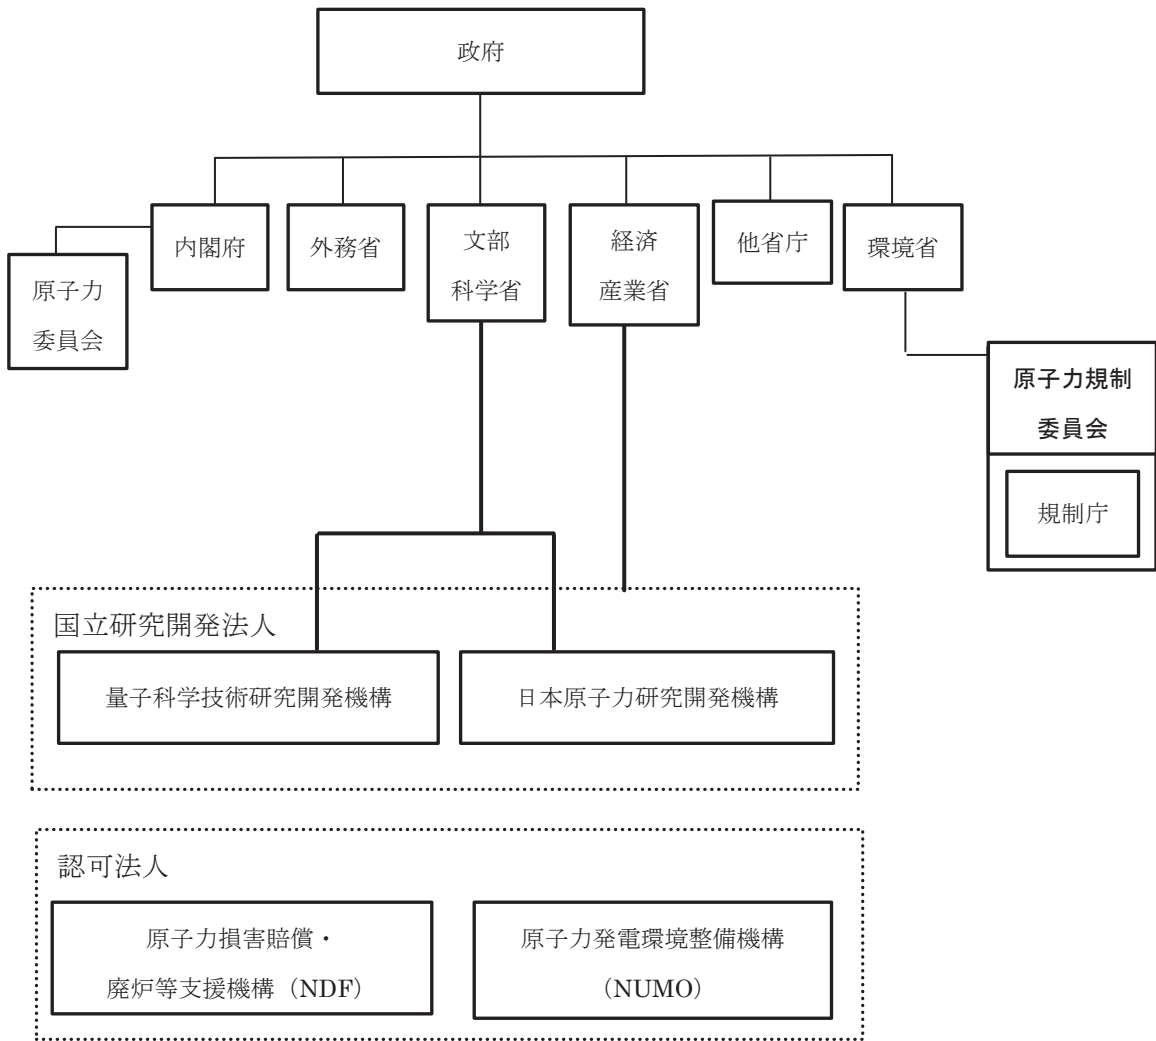 政府
内閣府
外務省
文部
科学省
経済
産業省
他省庁
環境省
原子力
委員会
原子力規制
委員会
規制庁
国立研究開発法人
量子科学技術研究開発機構
日本原子力研究開発機構
認可法人
原子力損害賠償・
廃炉等支援機構（NDF）
原子力発電環境整備機構
（NUMO）